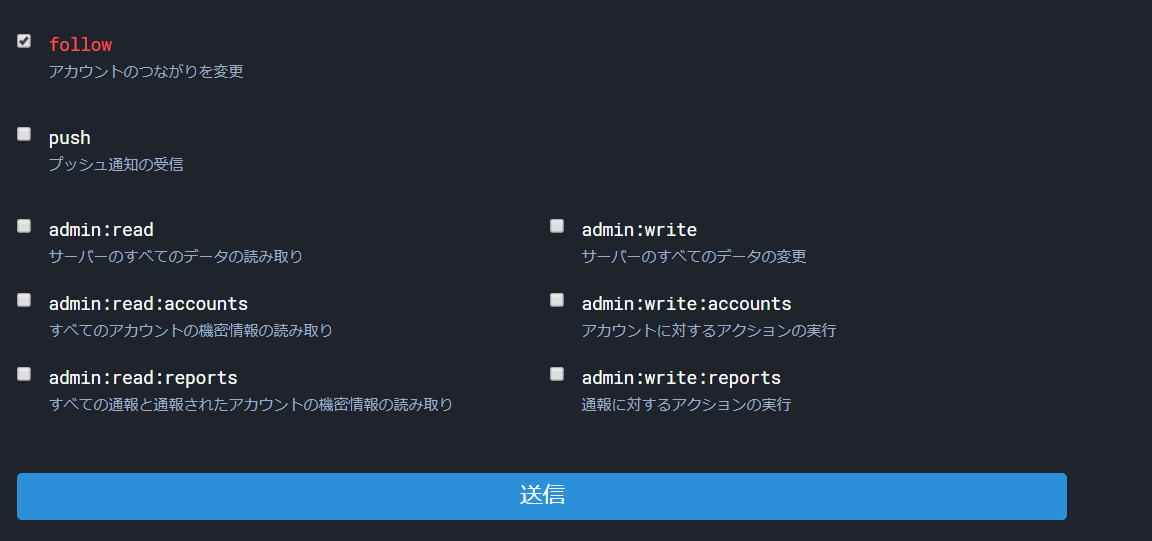 follow
アカウントのつながりを変更
push
プッシュ通知の受信
admin:read
サーバーのすべてのデータの読み取り
admin:write
サーバーのすべてのデータの変更
admin:read:accounts
すべてのアカウントの機密情報の読み取り
admin:write:accounts
アカウントに対するアクションの実行
admin:read:reports
すべての通報と通報されたアカウントの機密情報の読み取り
admin:write:reports
通報に対するアクションの実行
送信